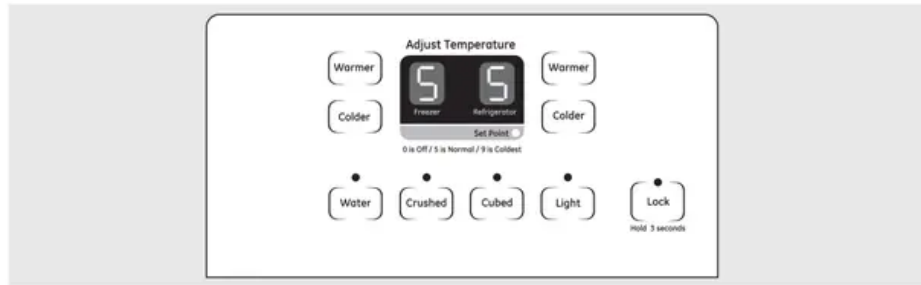 Adjust Temperature
Warmer
5 5
Warmer
Freezer Refrigerator
Colder
Colder
Set Point
0 is Off / 5 is Normal / 9 is Coldest
Water Crushed Cubed Light Lock
Hold 3 seconds